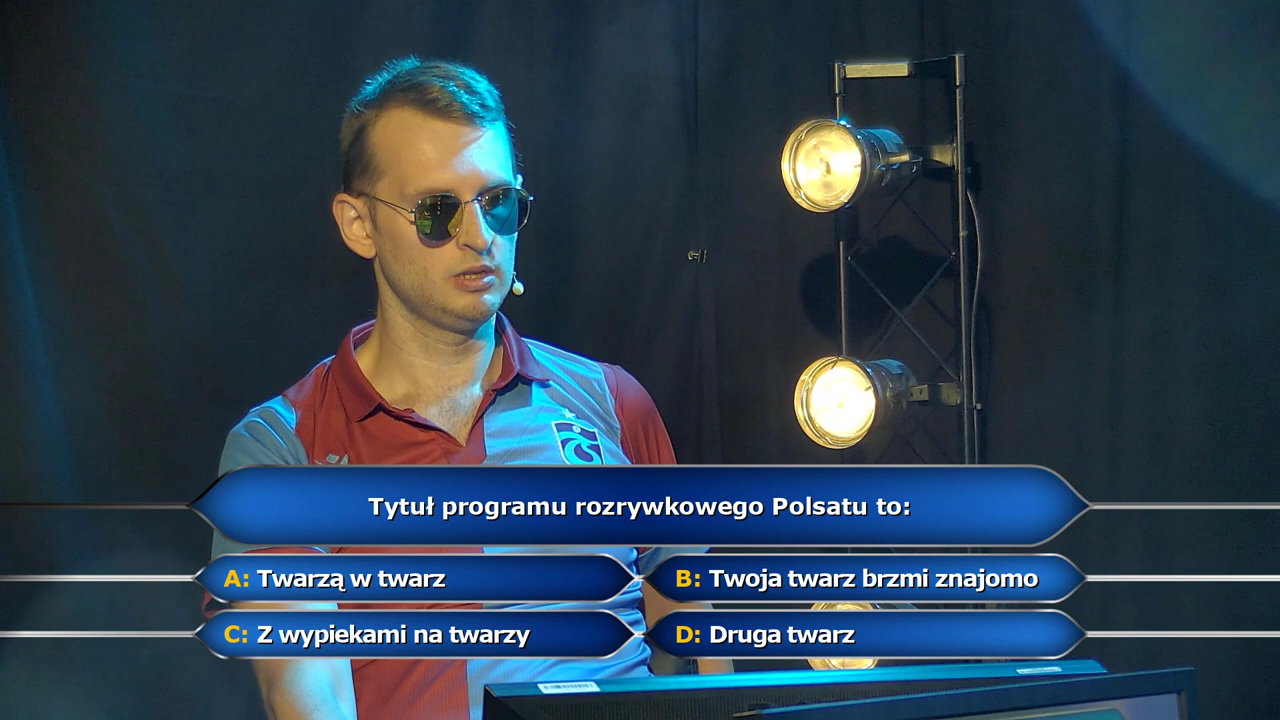 Tytuł programu rozrywkowego Polsatu to:
A: Twarzą w twarz
B: Twoja twarz brzmi znajomo
C: Z wypiekami na twarzy
D: Druga twarz